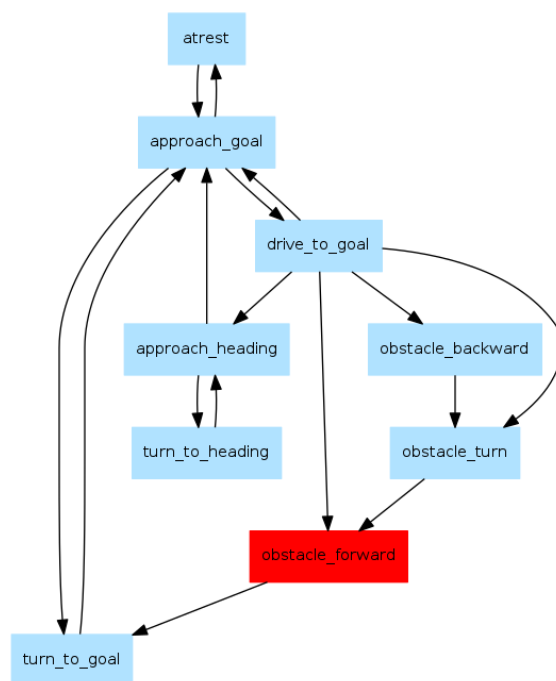 atrest
approach_goal
drive_to_goal
approach_heading
obstacle_backward
turn_to_heading
obstacle_turn
obstacle_forward
turn_to_goal